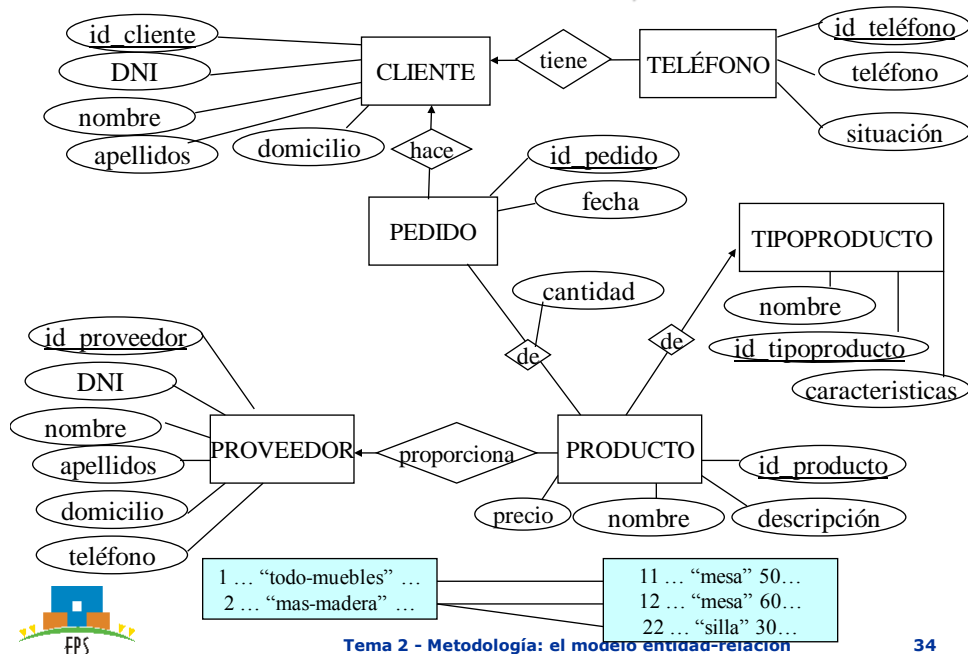 id_cliente
DNI
nombre
apellidos
domicilio
CLIENTE
tiene
TELÉFONO
id_teléfono
teléfono
situación
hace
id_pedido
fecha
PEDIDO
TIPOPRODUCTO
nombre
id_tipoproducto
caracteristicas
cantidad
de
de
id_proveedor
DNI
nombre
apellidos
domicilio
teléfono
PROVEEDOR
proporciona
PRODUCTO
id_producto
precio
nombre
descripción
1 ... “todo-muebles” ...
2 ... “mas-madera” ...
11 ... “mesa” 50...
12 ... “mesa” 60...
22 ... “silla” 30...
FPS
Tema 2 - Metodología: el modelo entidad-relación
34